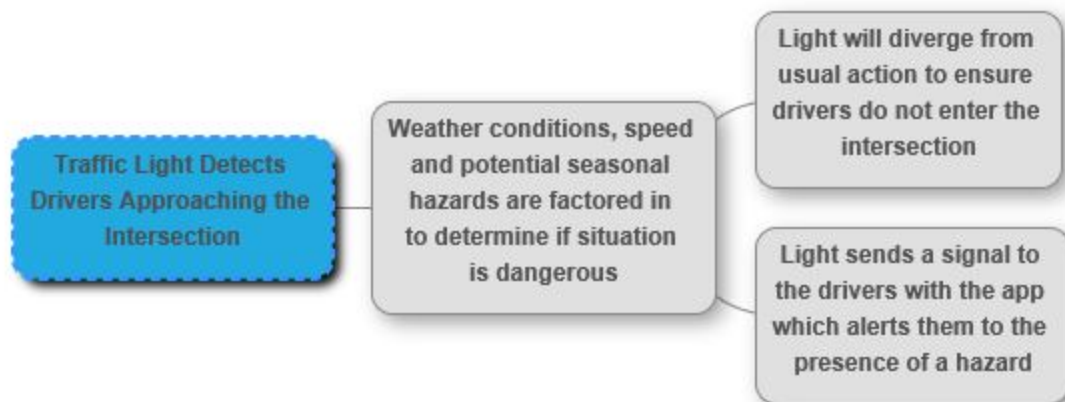 Traffic Light Detects
Drivers Approaching the
Intersection
Weather conditions, speed
and potential seasonal
hazards are factored in
to determine if situation
is dangerous
Light will diverge from
usual action to ensure
drivers do not enter the
intersection
Light sends a signal to
the drivers with the app
which alerts them to the
presence of a hazard